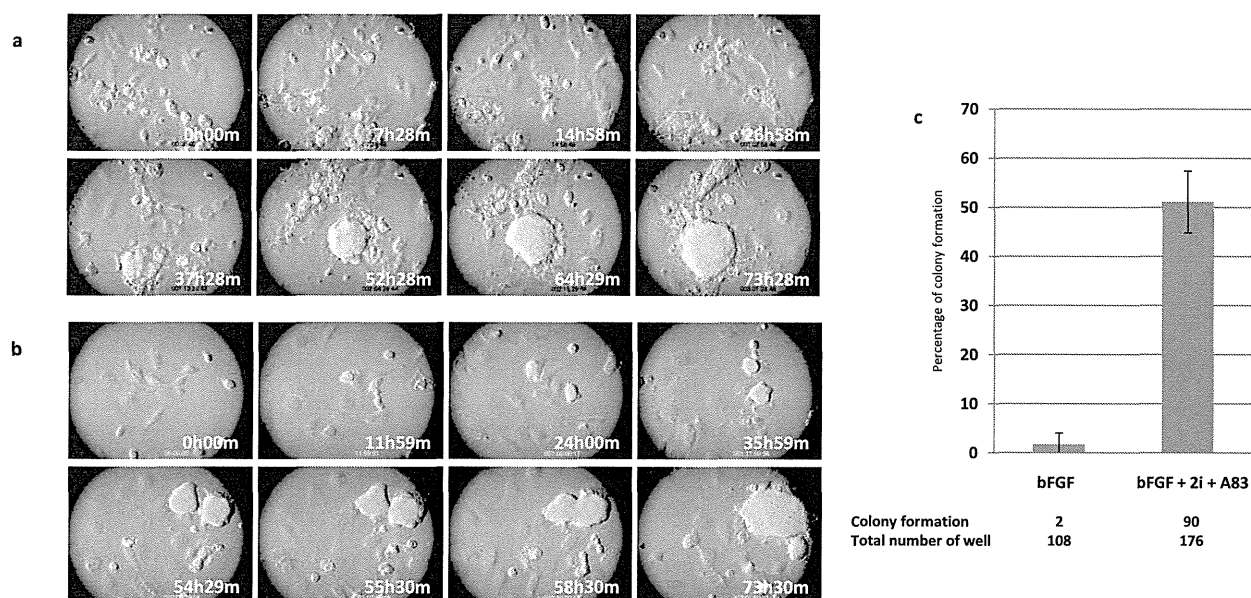 a
0h00m
7h28m
14h58m
26h58m
37h28m
52h28m
64h29m
73h28m
b
0h00m
11h59m
24h00m
35h59m
54h29m
55h30m
58h30m
73h30m
c
Percentage of colony formation
70
60
50
40
30
20
10
0
bFGF
bFGF + 2i + A83
Colony formation 2 90
Total number of well 108 176